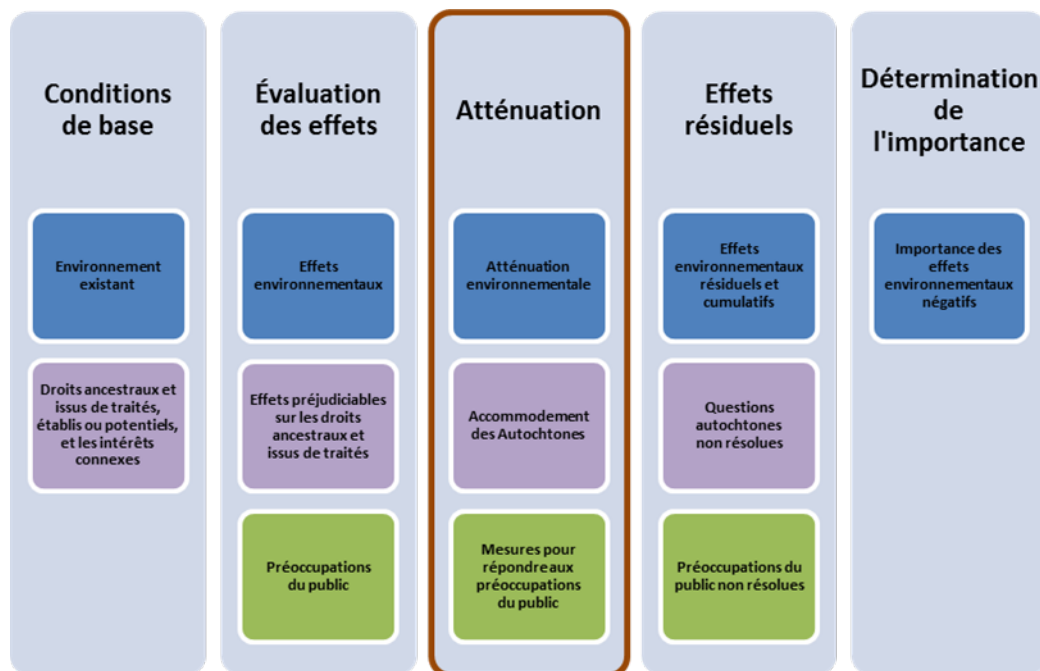 Conditions
de base
Environnement
existant
Droits ancestraux et
issus de traités,
établis ou potentiels,
et les intérêts
connexes
Évaluation
des effets
Effets
environnementaux
Effets préjudiciables
sur les droits
ancestraux et
issus de traités
Préoccupations
du public
Atténuation
Atténuation
environnementale
Accommodement
des Autochtones
Mesures pour
répondre aux
préoccupations
du public
Effets
résiduels
Effets
environnementaux
résiduels et
cumulatifs
Questions
autochtones
non résolues
Préoccupations du
public non résolues
Détermination
de
l'importance
Importance des
effets
environnementaux
négatifs